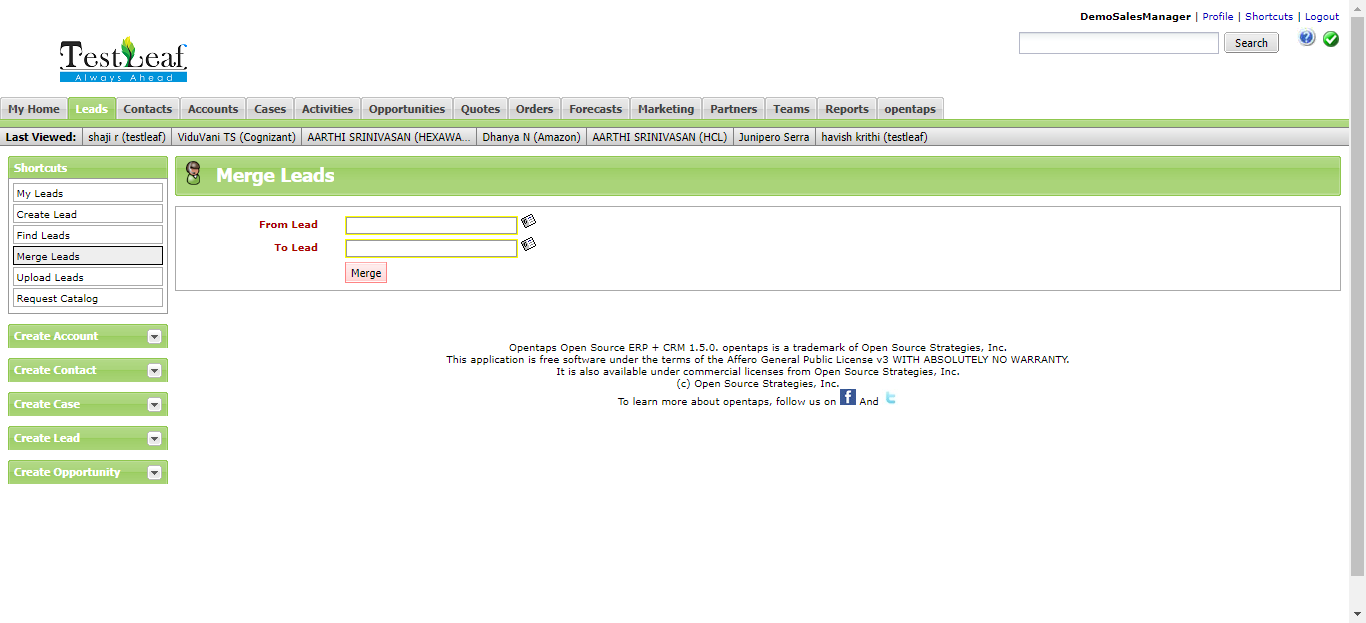 DemoSalesManager | Profile | Shortcuts | Logout
TestLeaf
Always Ahead
Search
My Home Leads Contacts Accounts Cases Activities Opportunities Quotes Orders Forecasts Marketing Partners Teams Reports opentaps
Last Viewed: shaji r (testleaf) ViduVani TS (Cognizant) AARTHI SRINIVASAN (HEXAWA... Dhanya N (Amazon) AARTHI SRINIVASAN (HCL) Junipero Serra havish krithi (testleaf)
Shortcuts
My Leads
Create Lead
Find Leads
Merge Leads
Upload Leads
Request Catalog
Create Account
Create Contact
Create Case
Create Lead
Create Opportunity
Merge Leads
From Lead
To Lead
Merge
Opentaps Open Source ERP + CRM 1.5.0. opentaps is a trademark of Open Source Strategies, Inc.
This application is free software under the terms of the Affero General Public License v3 WITH ABSOLUTELY NO WARRANTY.
It is also available under commercial licenses from Open Source Strategies, Inc.
(c) Open Source Strategies, Inc.
To learn more about opentaps, follow us on f And t